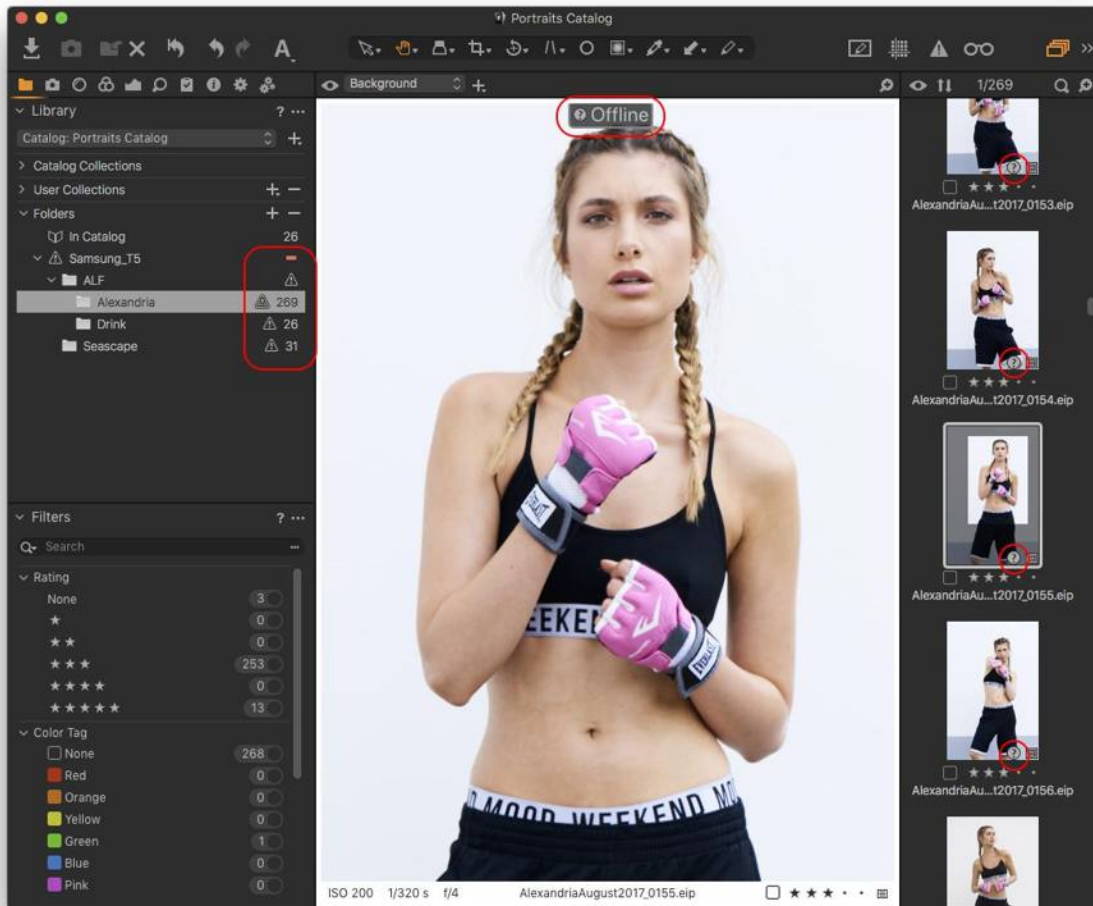 Portraits Catalog
A
Background
1/269
Library
? ...
Catalog: Portraits Catalog
Catalog Collections
User Collections
Folders
In Catalog 26
Samsung_T5
ALF
Alexandria 269
Drink 26
Seascape 31
Filters
? ...
Search
Rating
None 3
0
0
253
0
13
Color Tag
None 268
Red 0
Orange 0
Yellow 0
Green 1
Blue 0
Pink 0
Offline
EVERLAST
WEEKEND
EVERLAST
MOOD WEEKEND MO
ISO 200 1/320 s f/4 AlexandriaAugust2017_0155.eip
AlexandriaAu...t2017_0153.eip
AlexandriaAu...t2017_0154.eip
AlexandriaAu...t2017_0155.eip
AlexandriaAu...t2017_0156.eip